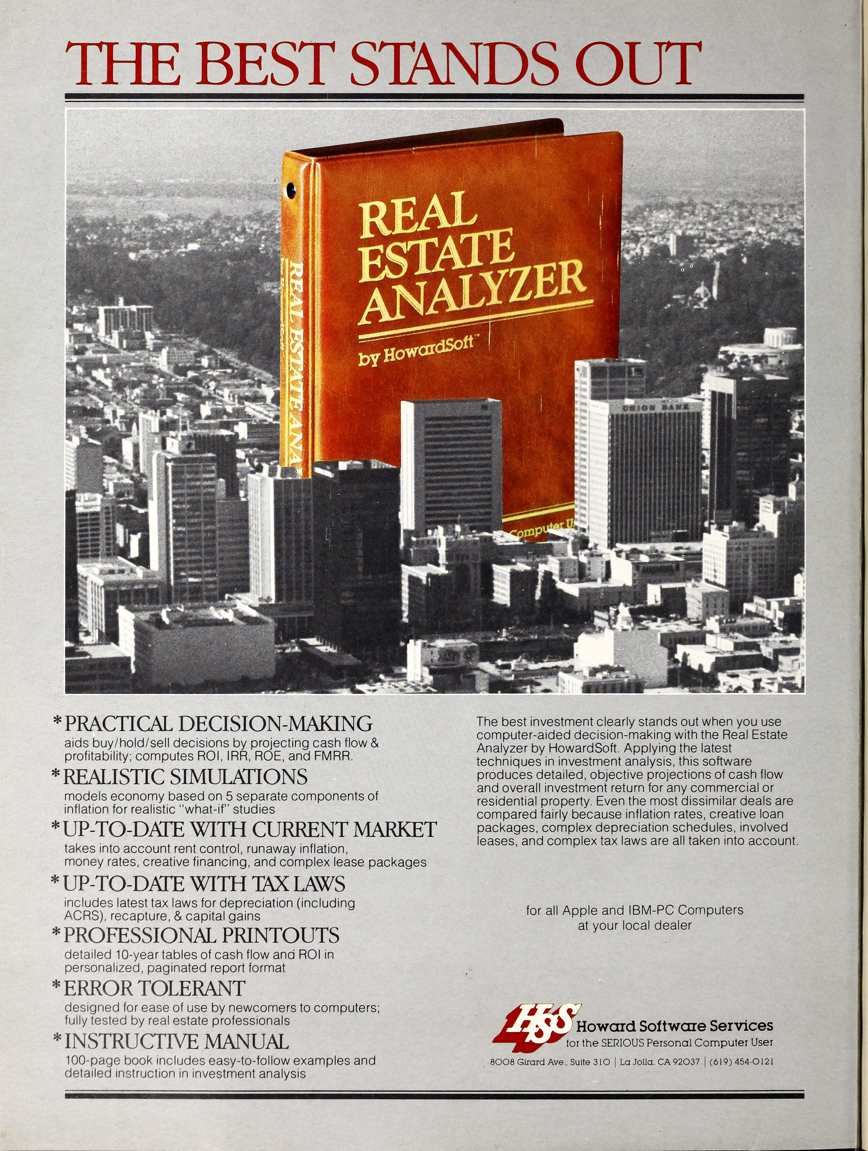 THE BEST STANDS OUT
REAL
ESTATE
ANALYZER
by HowardSoft™
REAL ESTATE ANA
UNION BANK
Computer U
*PRACTICAL DECISION-MAKING
aids buy/hold/sell decisions by projecting cash flow &
profitability; computes ROI, IRR, ROE, and FMRR.
*REALISTIC SIMULATIONS
models economy based on 5 separate components of
inflation for realistic "what-if" studies
*UP-TO-DATE WITH CURRENT MARKET
takes into account rent control, runaway inflation,
money rates, creative financing, and complex lease packages
*UP-TO-DATE WITH TAX LAWS
includes latest tax laws for depreciation (including
ACRS), recapture, & capital gains
*PROFESSIONAL PRINTOUTS
detailed 10-year tables of cash flow and ROI in
personalized, paginated report format
*ERROR TOLERANT
designed for ease of use by newcomers to computers;
fully tested by real estate professionals
*INSTRUCTIVE MANUAL
100-page book includes easy-to-follow examples and
detailed instruction in investment analysis
The best investment clearly stands out when you use
computer-aided decision-making with the Real Estate
Analyzer by HowardSoft. Applying the latest
techniques in investment analysis, this software
produces detailed, objective projections of cash flow
and overall investment return for any commercial or
residential property. Even the most dissimilar deals are
compared fairly because inflation rates, creative loan
packages, complex depreciation schedules, involved
leases, and complex tax laws are all taken into account.
for all Apple and IBM-PC Computers
at your local dealer
HSS
Howard Software Services
for the SERIOUS Personal Computer User
8008 Girard Ave., Suite 310 | La Jolla, CA 92037 | (619) 454-0121